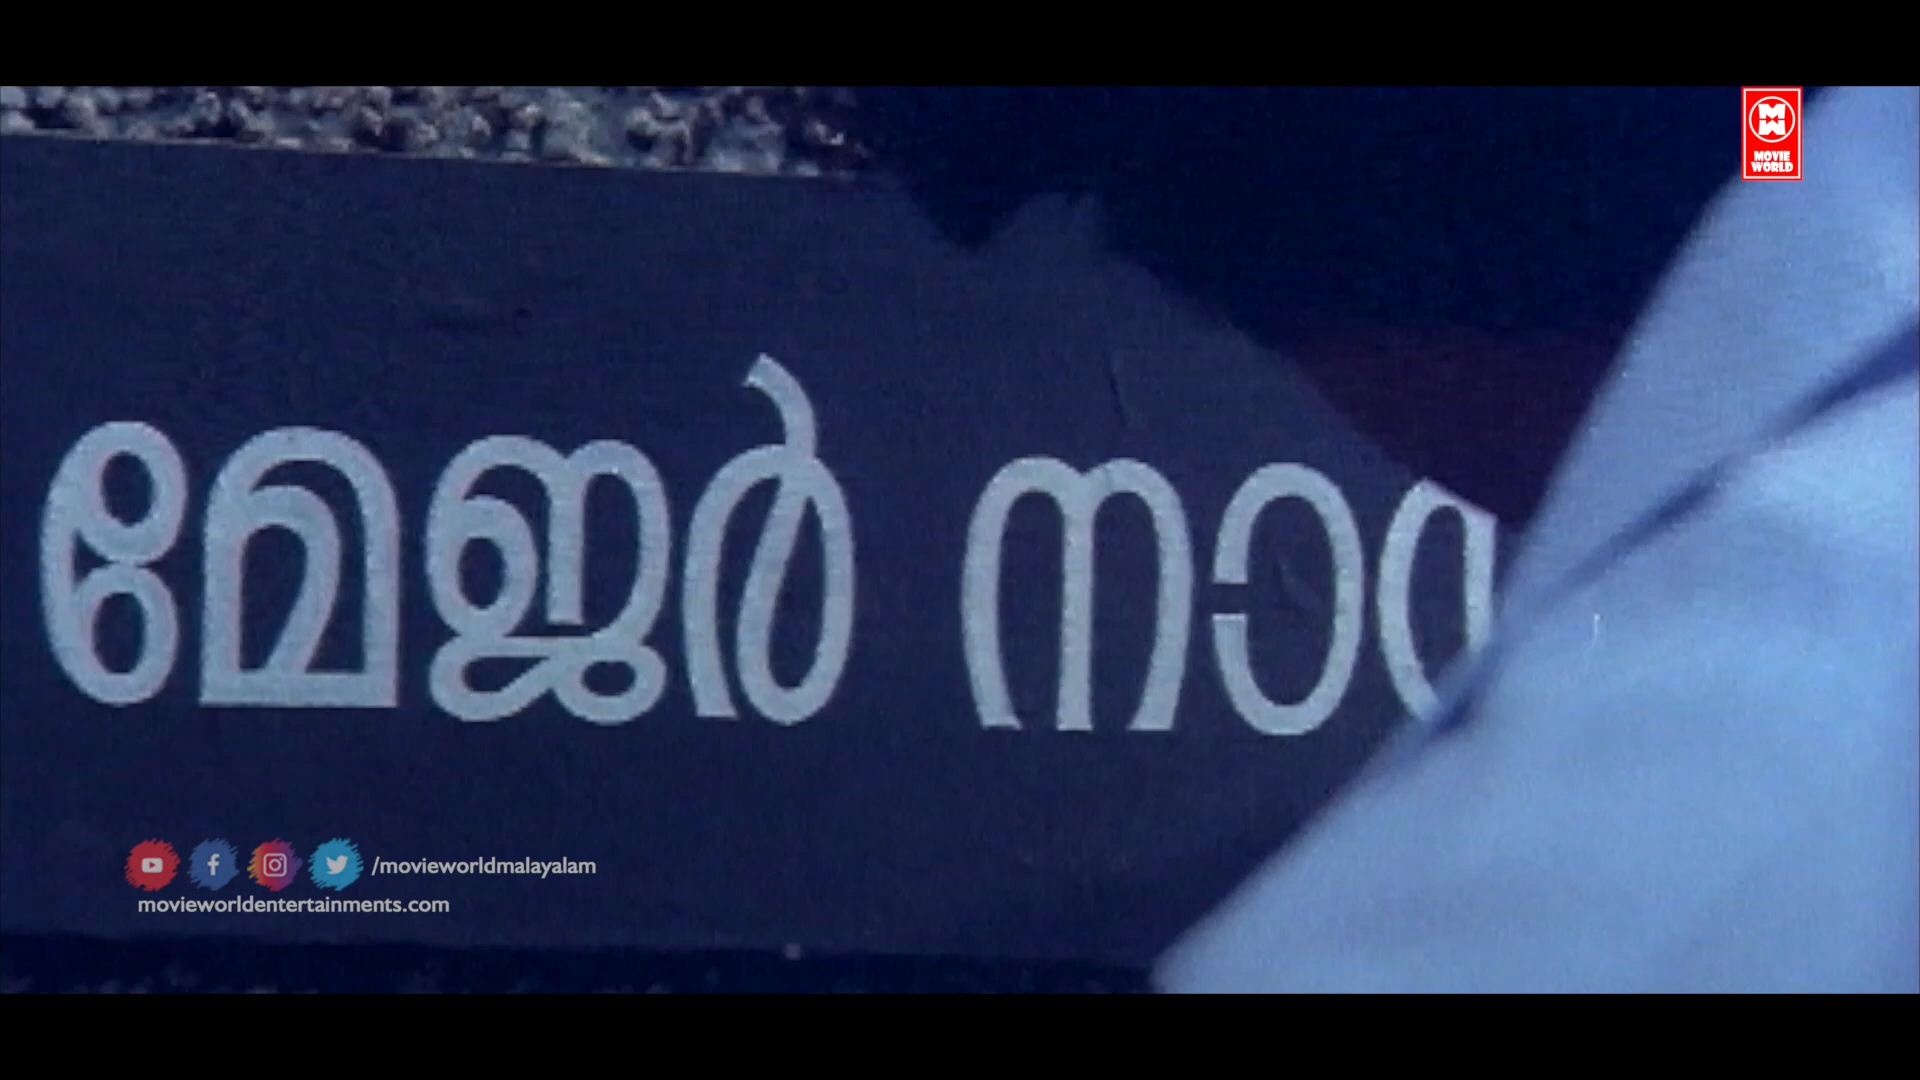 മേജർ നാ
MOVIE
WORLD
/movieworldmalayalam
movieworldentertainments.com